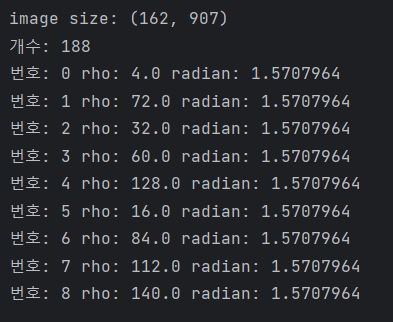 image size: (162, 907)
개수: 188
번호: 0 rho: 4.0 radian: 1.5707964
번호: 1 rho: 72.0 radian: 1.5707964
번호: 2 rho: 32.0 radian: 1.5707964
번호: 3 rho: 60.0 radian: 1.5707964
번호: 4 rho: 128.0 radian: 1.5707964
번호: 5 rho: 16.0 radian: 1.5707964
번호: 6 rho: 84.0 radian: 1.5707964
번호: 7 rho: 112.0 radian: 1.5707964
번호: 8 rho: 140.0 radian: 1.5707964